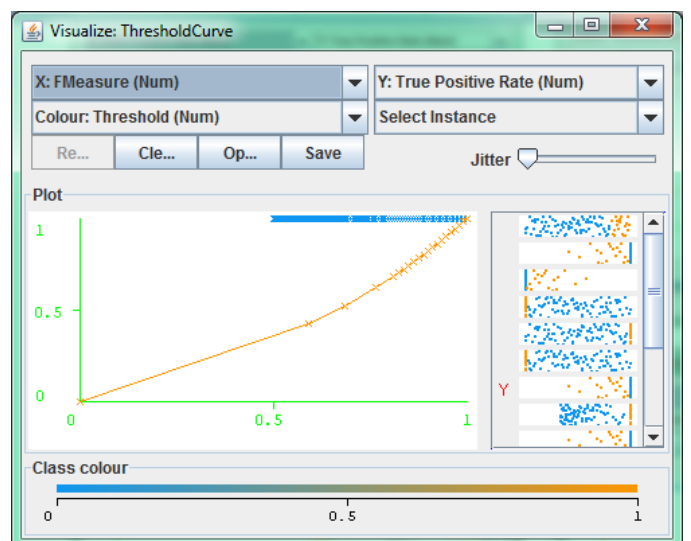 Visualize: ThresholdCurve
X: FMeasure (Num)
Y: True Positive Rate (Num)
Colour: Threshold (Num)
Select Instance
Re...
Cle...
Op...
Save
Jitter
Plot
1
0.5
0
0
0.5
1
Y
Class colour
0
0.5
1